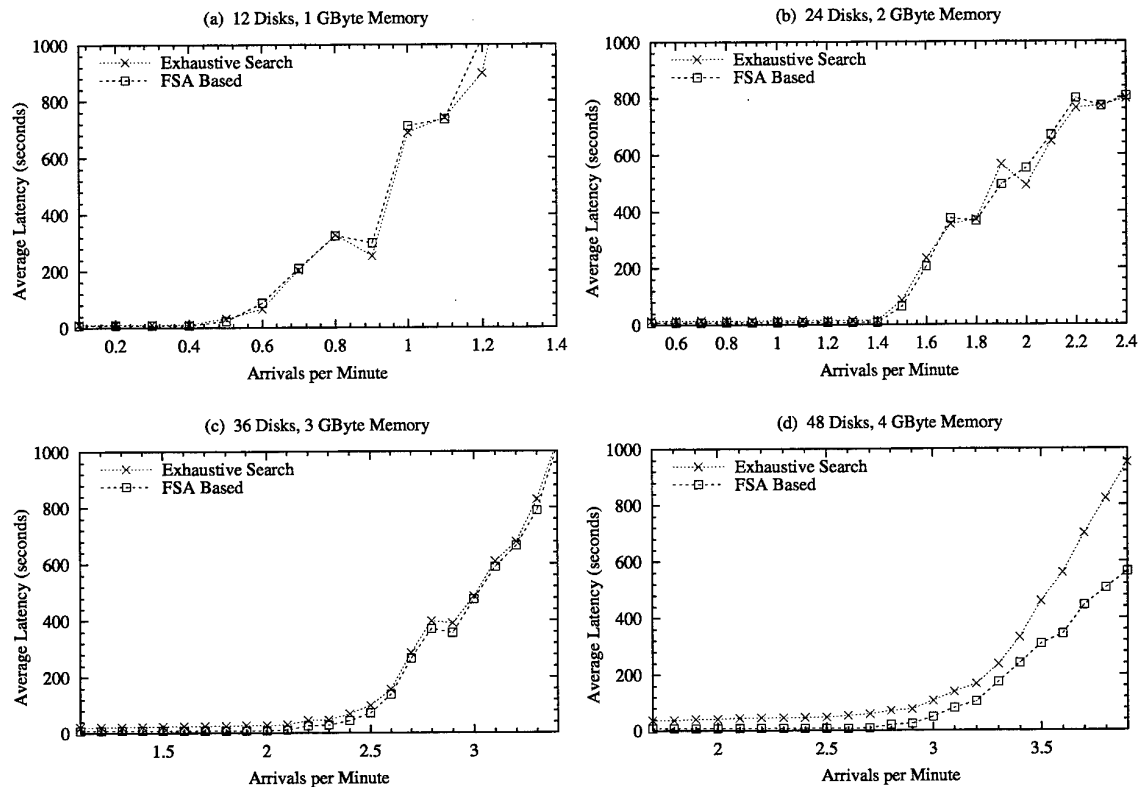 (a) 12 Disks, 1 GByte Memory
1000
800
600
400
200
0
Average Latency (seconds)
Exhaustive Search
FSA Based
0.2 0.4 0.6 0.8 1 1.2 1.4
Arrivals per Minute
(b) 24 Disks, 2 GByte Memory
1000
800
600
400
200
0
Average Latency (seconds)
Exhaustive Search
FSA Based
0.6 0.8 1 1.2 1.4 1.6 1.8 2 2.2 2.4
Arrivals per Minute
(c) 36 Disks, 3 GByte Memory
1000
800
600
400
200
0
Average Latency (seconds)
Exhaustive Search
FSA Based
1.5 2 2.5 3
Arrivals per Minute
(d) 48 Disks, 4 GByte Memory
1000
800
600
400
200
0
Average Latency (seconds)
Exhaustive Search
FSA Based
2 2.5 3 3.5
Arrivals per Minute